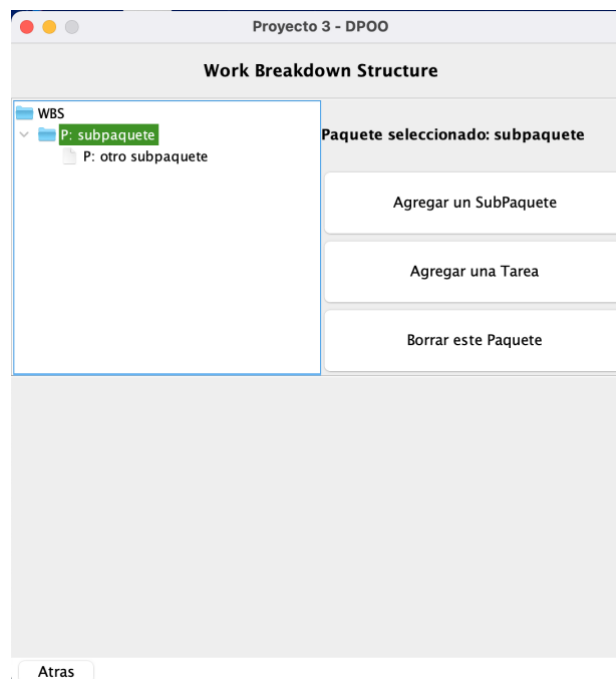 Proyecto 3 - DPOO
Work Breakdown Structure
WBS
P: subpaquete
P: otro subpaquete
Paquete seleccionado: subpaquete
Agregar un SubPaquete
Agregar una Tarea
Borrar este Paquete
Atras